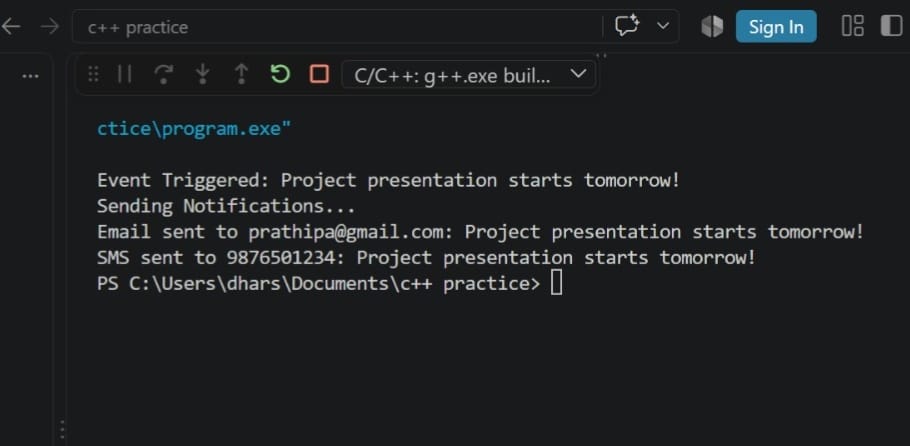 c++ practice
Sign In
C/C++: g++.exe buil...
ctice\program.exe"
Event Triggered: Project presentation starts tomorrow!
Sending Notifications...
Email sent to prathipa@gmail.com: Project presentation starts tomorrow!
SMS sent to 9876501234: Project presentation starts tomorrow!
PS C:\Users\dhars\Documents\c++ practice>